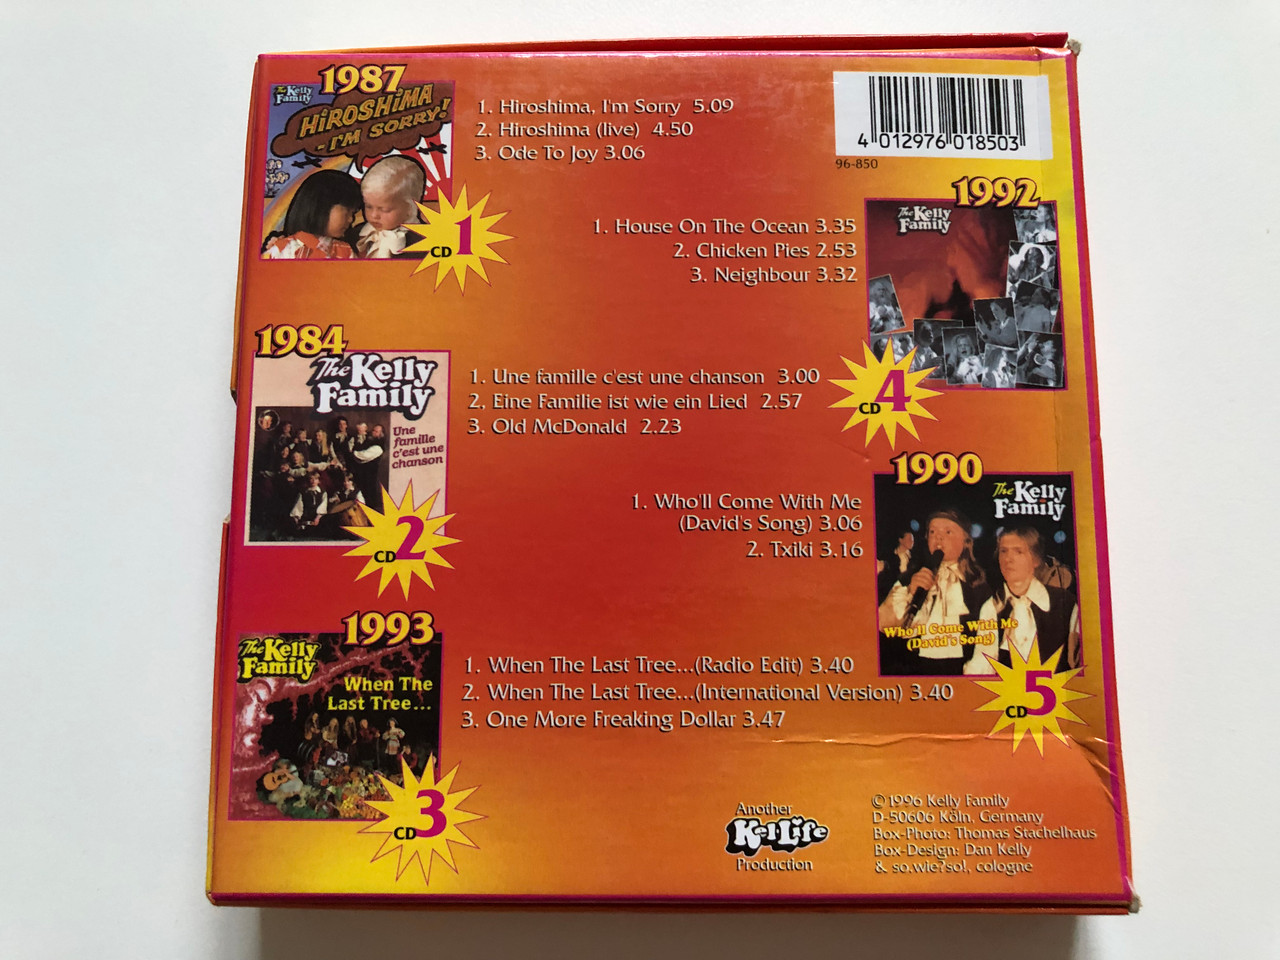 1987
The Kelly Family
HiROSHiMA
- I'M SORRY!
CD 1
1. Hiroshima, I'm Sorry 5.09
2. Hiroshima (live) 4.50
3. Ode To Joy 3.06
4 012976 018503
96-850
1992
The Kelly
Family
1. House On The Ocean 3.35
2. Chicken Pies 2.53
3. Neighbour 3.32
CD 4
1984
The Kelly
Family
Une
famille
c'est une
chanson
CD 2
1. Une famille c'est une chanson 3.00
2, Eine Familie ist wie ein Lied 2.57
3. Old McDonald 2.23
1990
The Kelly
Family
Who'll Come With Me
(David's Song)
CD 5
1. Who'll Come With Me
(David's Song) 3.06
2. Txiki 3.16
1993
The Kelly
Family
When The
Last Tree...
CD 3
1. When The Last Tree...(Radio Edit) 3.40
2. When The Last Tree...(International Version) 3.40
3. One More Freaking Dollar 3.47
Another
KelLife
Production
© 1996 Kelly Family
D-50606 Köln, Germany
Box-Photo: Thomas Stachelhaus
Box-Design: Dan Kelly
& so.wie?so!, cologne